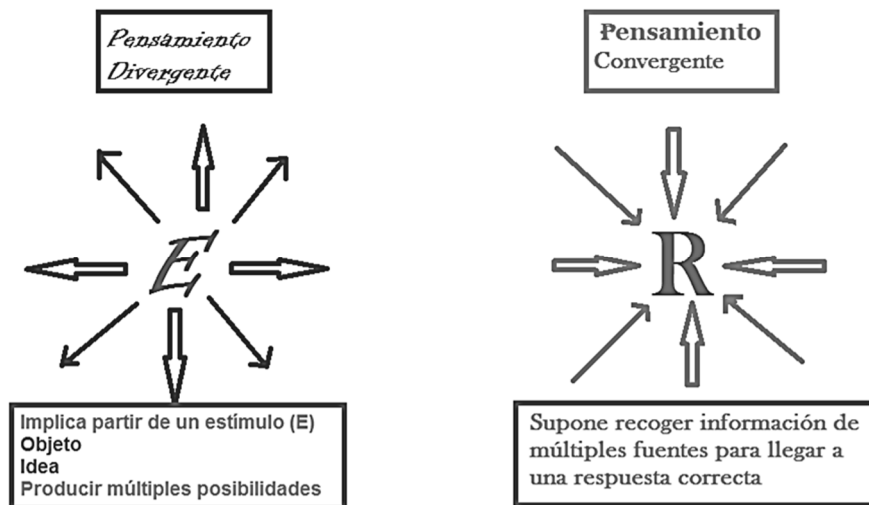 Pensamiento
Divergente
E
Implica partir de un estímulo (E)
Objeto
Idea
Producir múltiples posibilidades
Pensamiento
Convergente
R
Supone recoger información de
múltiples fuentes para llegar a
una respuesta correcta